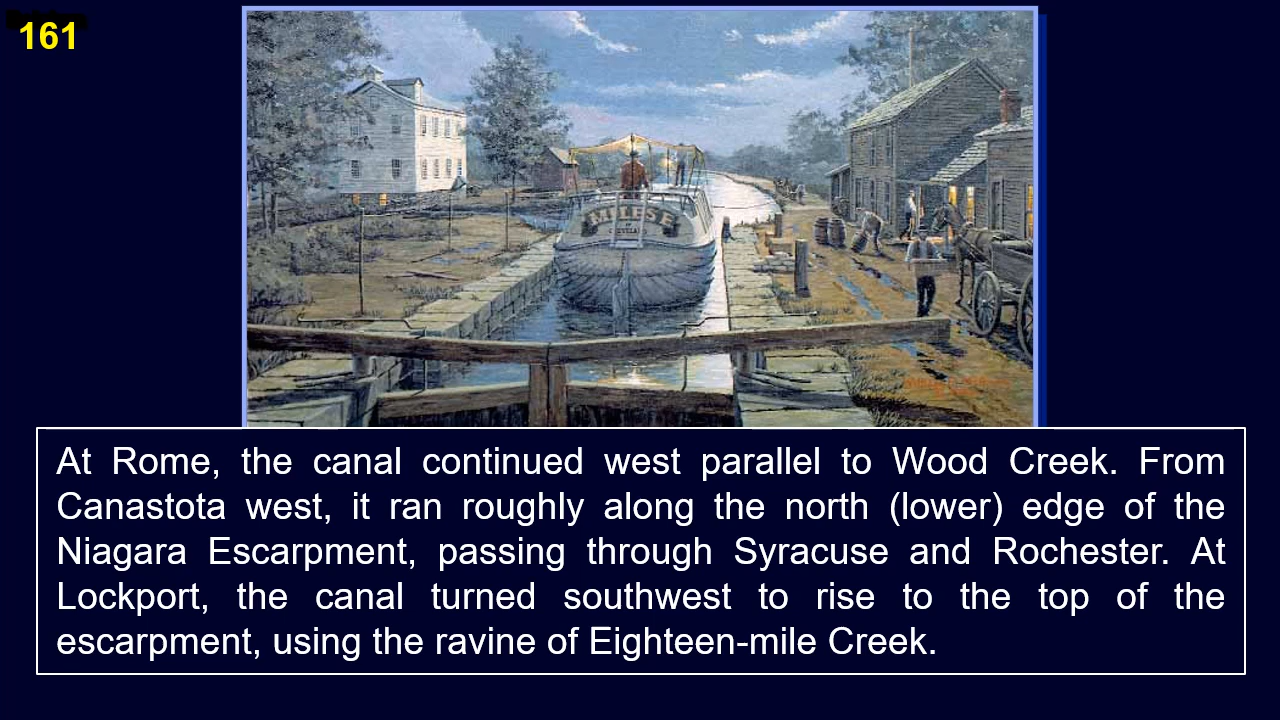 161
At Rome, the canal continued west parallel to Wood Creek. From
Canastota west, it ran roughly along the north (lower) edge of the
Niagara Escarpment, passing through Syracuse and Rochester. At
Lockport, the canal turned southwest to rise to the top of the
escarpment, using the ravine of Eighteen-mile Creek.